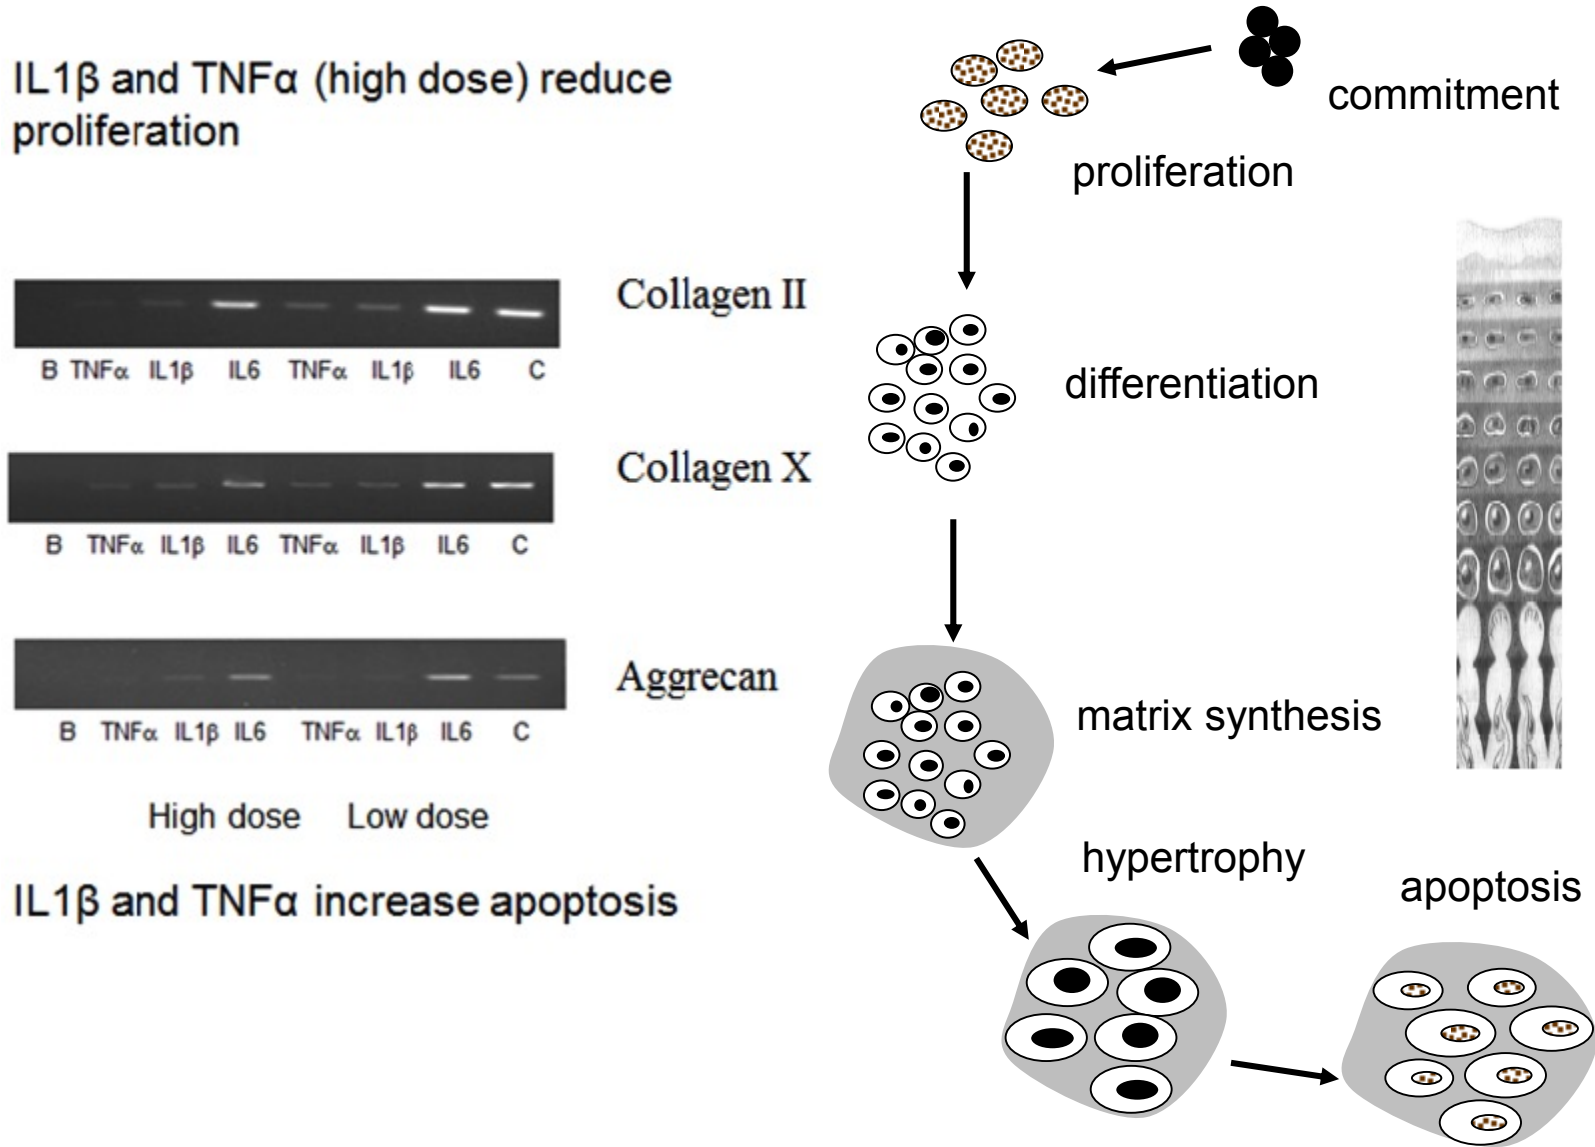 IL1β and TNFα (high dose) reduce
proliferation
Collagen II
B TNFα IL1β IL6 TNFα IL1β IL6 C
Collagen X
B TNFα IL1β IL6 TNFα IL1β IL6 C
Aggrecan
B TNFα IL1β IL6 TNFα IL1β IL6 C
High dose Low dose
IL1β and TNFα increase apoptosis
commitment
proliferation
differentiation
matrix synthesis
hypertrophy
apoptosis